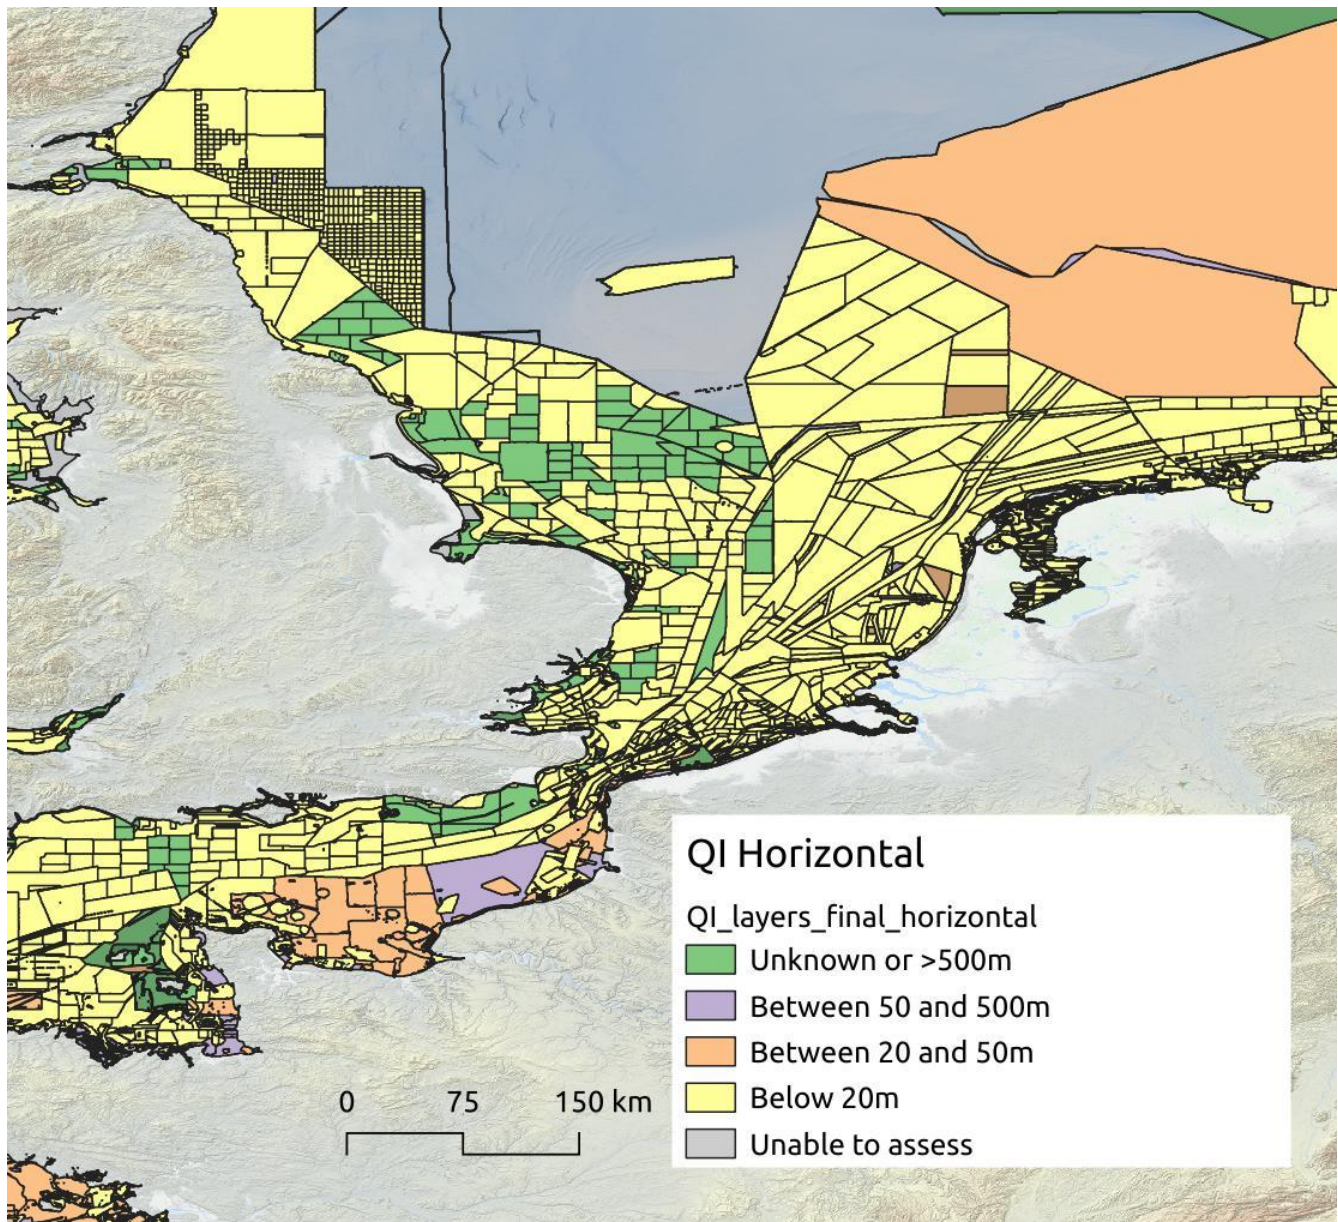 QI Horizontal
QI_layers_final_horizontal
Unknown or >500m
Between 50 and 500m
Between 20 and 50m
Below 20m
Unable to assess
0 75 150 km